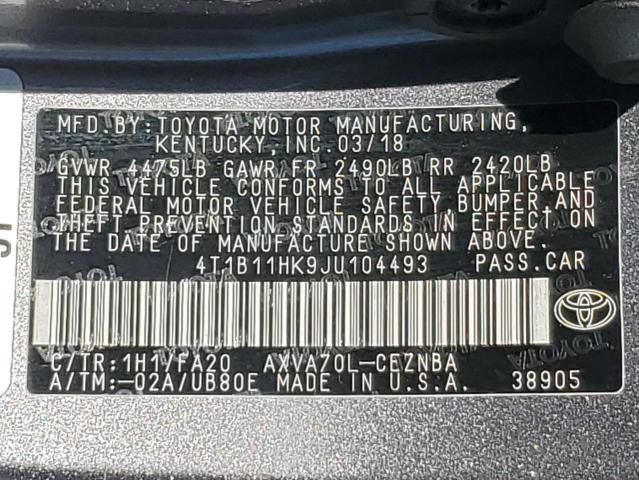 MFD.BY:TOYOTA MOTOR MANUFACTURING,
KENTUCKY,INC.03/18
GVWR 4475LB GAWR FR 2490LB RR 2420LB
THIS VEHICLE CONFORMS TO ALL APPLICABLE
FEDERAL MOTOR VEHICLE SAFETY BUMPER,AND
THEFT PREVENTION STANDARDS IN EFFECT ON
THE DATE OF MANUFACTURE SHOWN ABOVE.
4T1B11HK9JU104493 PASS.CAR
C/TR:1H1/FA20 AXVA70L-CEZNBA
A/TM:-02A/UB80E MADE IN U.S.A. 38905